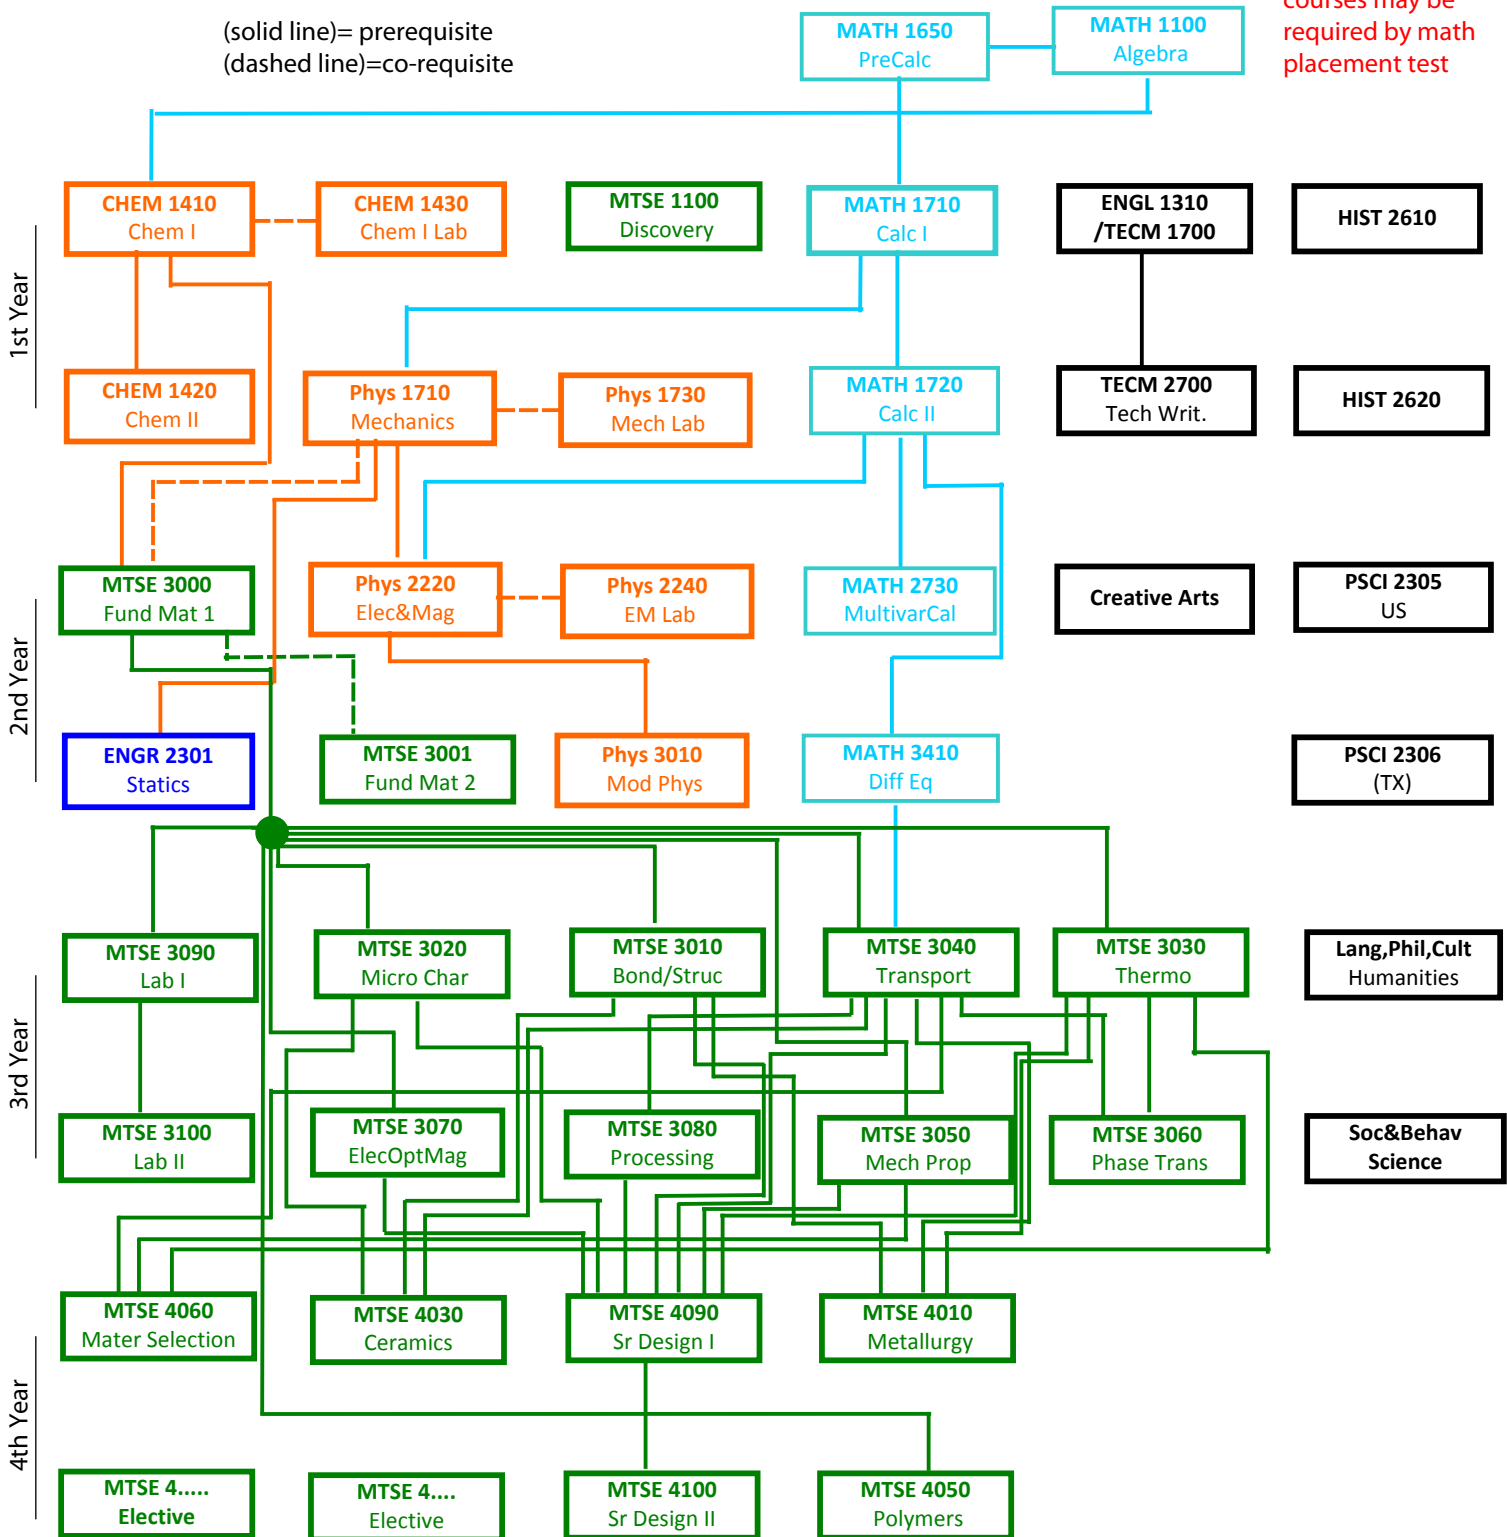 courses may be
required by math
placement test
(solid line)= prerequisite
(dashed line)=co-requisite
MATH 1650
PreCalc
MATH 1100
Algebra
1st Year
CHEM 1410
Chem I
CHEM 1430
Chem I Lab
MTSE 1100
Discovery
MATH 1710
Calc I
ENGL 1310
/TECM 1700
HIST 2610
CHEM 1420
Chem II
Phys 1710
Mechanics
Phys 1730
Mech Lab
MATH 1720
Calc II
TECM 2700
Tech Writ.
HIST 2620
2nd Year
MTSE 3000
Fund Mat 1
Phys 2220
Elec&Mag
Phys 2240
EM Lab
MATH 2730
MultivarCal
Creative Arts
PSCI 2305
US
ENGR 2301
Statics
MTSE 3001
Fund Mat 2
Phys 3010
Mod Phys
MATH 3410
Diff Eq
PSCI 2306
(TX)
3rd Year
MTSE 3090
Lab I
MTSE 3020
Micro Char
MTSE 3010
Bond/Struc
MTSE 3040
Transport
MTSE 3030
Thermo
Lang,Phil,Cult
Humanities
MTSE 3100
Lab II
MTSE 3070
ElecOptMag
MTSE 3080
Processing
MTSE 3050
Mech Prop
MTSE 3060
Phase Trans
Soc&Behav
Science
4th Year
MTSE 4060
Mater Selection
MTSE 4030
Ceramics
MTSE 4090
Sr Design I
MTSE 4010
Metallurgy
MTSE 4.....
Elective
MTSE 4....
Elective
MTSE 4100
Sr Design II
MTSE 4050
Polymers